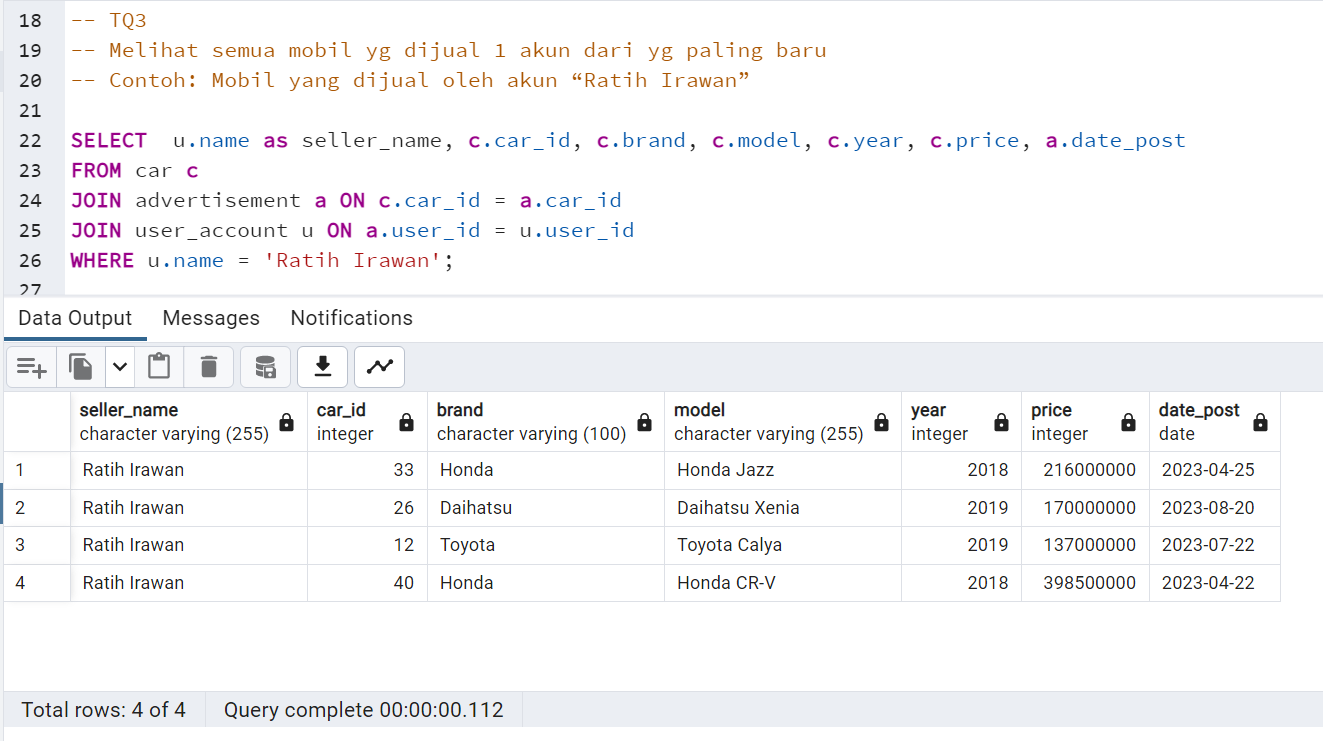 18 -- TQ3
19 -- Melihat semua mobil yg dijual 1 akun dari yg paling baru
20 -- Contoh: Mobil yang dijual oleh akun “Ratih Irawan”
21
22 SELECT  u.name as seller_name, c.car_id, c.brand, c.model, c.year, c.price, a.date_post
23 FROM car c
24 JOIN advertisement a ON c.car_id = a.car_id
25 JOIN user_account u ON a.user_id = u.user_id
26 WHERE u.name = 'Ratih Irawan';
27
Data Output Messages Notifications
seller_name car_id brand model year price date_post
character varying (255) integer character varying (100) character varying (255) integer integer date
1 Ratih Irawan 33 Honda Honda Jazz 2018 216000000 2023-04-25
2 Ratih Irawan 26 Daihatsu Daihatsu Xenia 2019 170000000 2023-08-20
3 Ratih Irawan 12 Toyota Toyota Calya 2019 137000000 2023-07-22
4 Ratih Irawan 40 Honda Honda CR-V 2018 398500000 2023-04-22
Total rows: 4 of 4 Query complete 00:00:00.112